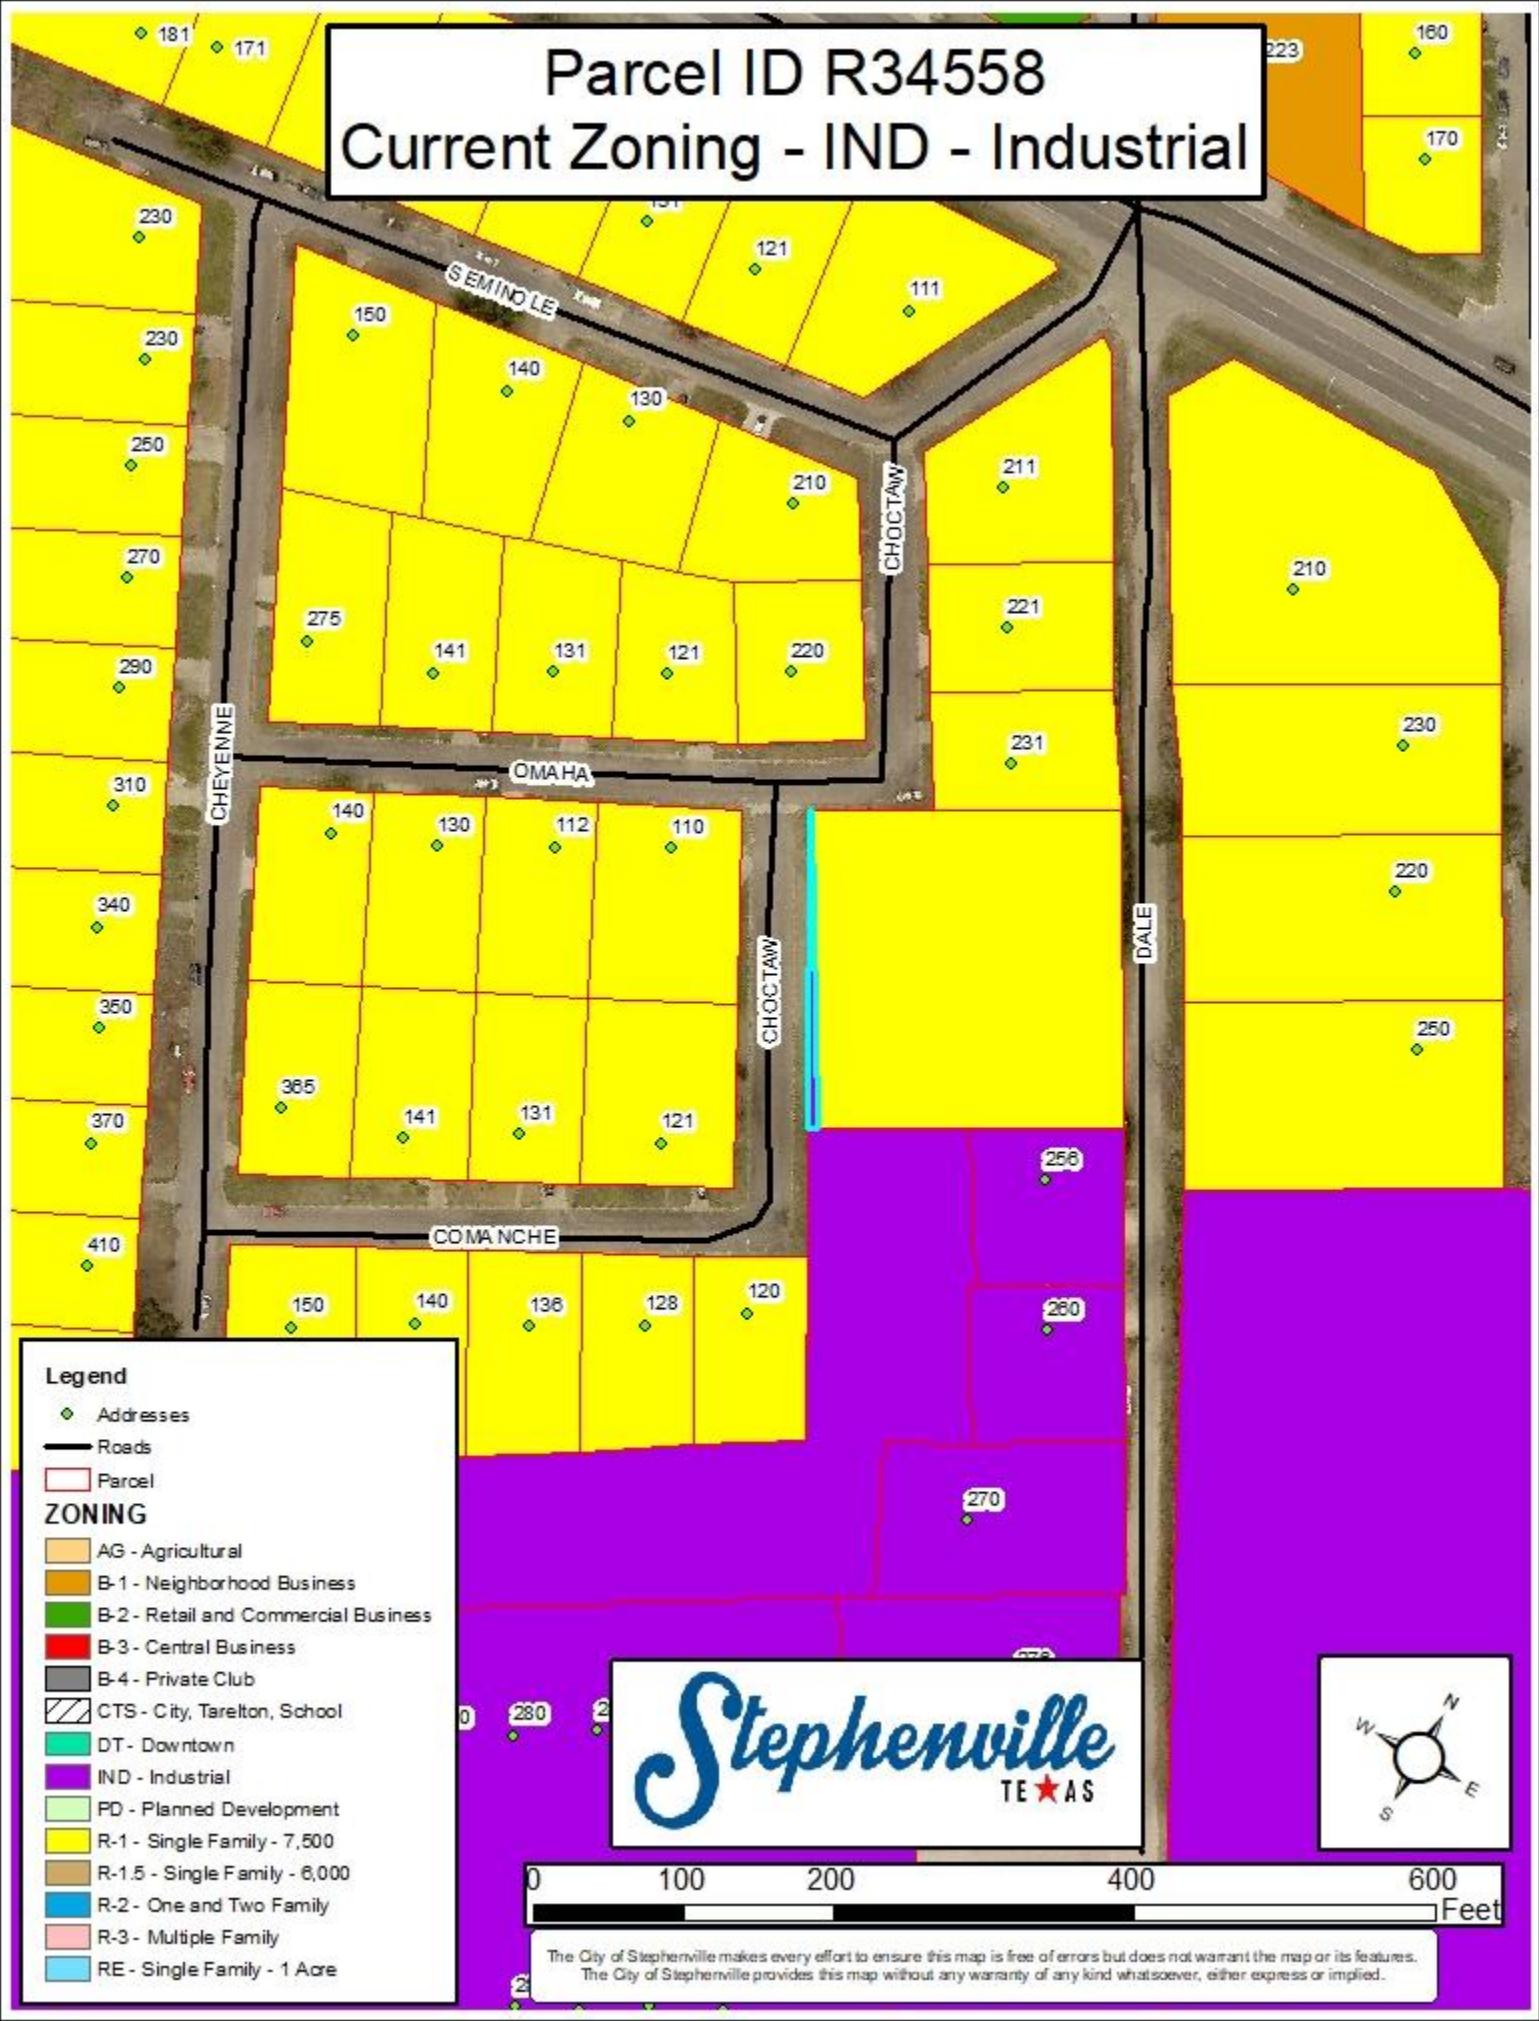 Parcel ID R34558
Current Zoning - IND - Industrial
181
171
223
160
170
230
121
111
SEMINOLE
150
230
140
130
250
211
210
CHOCTAW
270
210
221
275
141
131
121
220
290
230
CHEYENNE
231
OMAHA
310
140
130
112
110
220
340
DALE
CHOCTAW
350
250
365
141
131
121
370
256
COMANCHE
410
150
140
136
128
120
260
270
280
Legend
Addresses
Roads
Parcel
ZONING
AG - Agricultural
B-1 - Neighborhood Business
B-2 - Retail and Commercial Business
B-3 - Central Business
B-4 - Private Club
CTS - City, Tarelton, School
DT - Downtown
IND - Industrial
PD - Planned Development
R-1 - Single Family - 7,500
R-1.5 - Single Family - 6,000
R-2 - One and Two Family
R-3 - Multiple Family
RE - Single Family - 1 Acre
Stephenville
TEXAS
N
W
E
S
0 100 200 400 600
Feet
The City of Stephenville makes every effort to ensure this map is free of errors but does not warrant the map or its features.
The City of Stephenville provides this map without any warranty of any kind whatsoever, either express or implied.